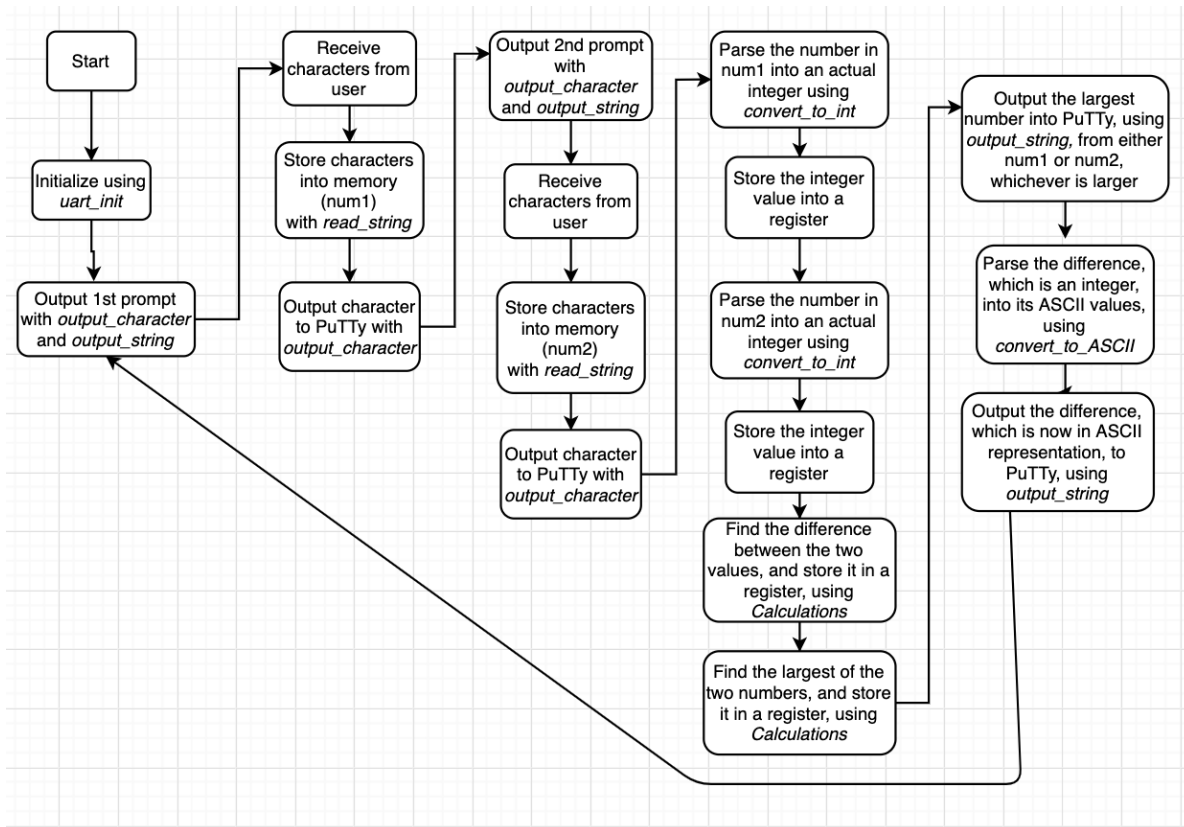 Start
Initialize using
uart_init
Output 1st prompt
with output_character
and output_string
Receive
characters from
user
Store characters
into memory
(num1)
with read_string
Output character
to PuTTy with
output_character
Output 2nd prompt
with
output_character
and output_string
Receive
characters from
user
Store characters
into memory
(num2)
with read_string
Output character
to PuTTy with
output_character
Parse the number in
num1 into an actual
integer using
convert_to_int
Store the integer
value into a
register
Parse the number in
num2 into an actual
integer using
convert_to_int
Store the integer
value into a
register
Find the difference
between the two
values, and store it in a
register, using
Calculations
Find the largest of the
two numbers, and store
it in a register, using
Calculations
Output the largest
number into PuTTy, using
output_string, from either
num1 or num2,
whichever is larger
Parse the difference,
which is an integer,
into its ASCII values,
using
convert_to_ASCII
Output the difference,
which is now in ASCII
representation, to
PuTTy, using
output_string